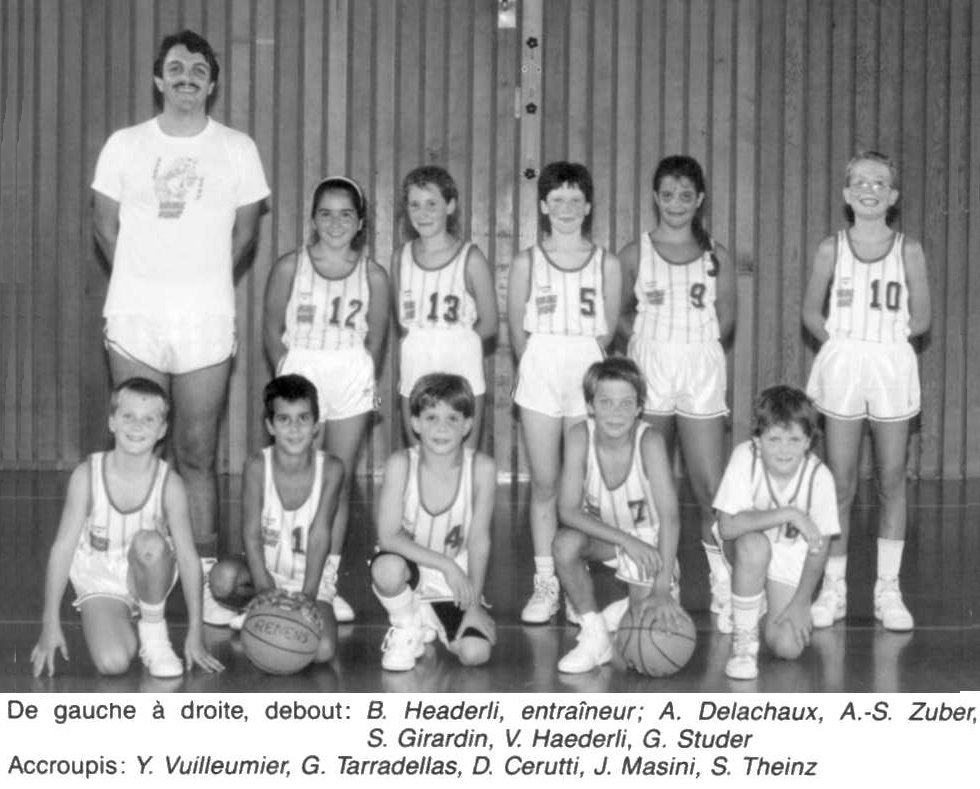 12
13
5
9
10
1
4
7
RENENS
De gauche à droite, debout: B. Headerli, entraîneur; A. Delachaux, A.-S. Zuber,
S. Girardin, V. Haederli, G. Studer
Accroupis: Y. Vuilleumier, G. Tarradellas, D. Cerutti, J. Masini, S. Theinz